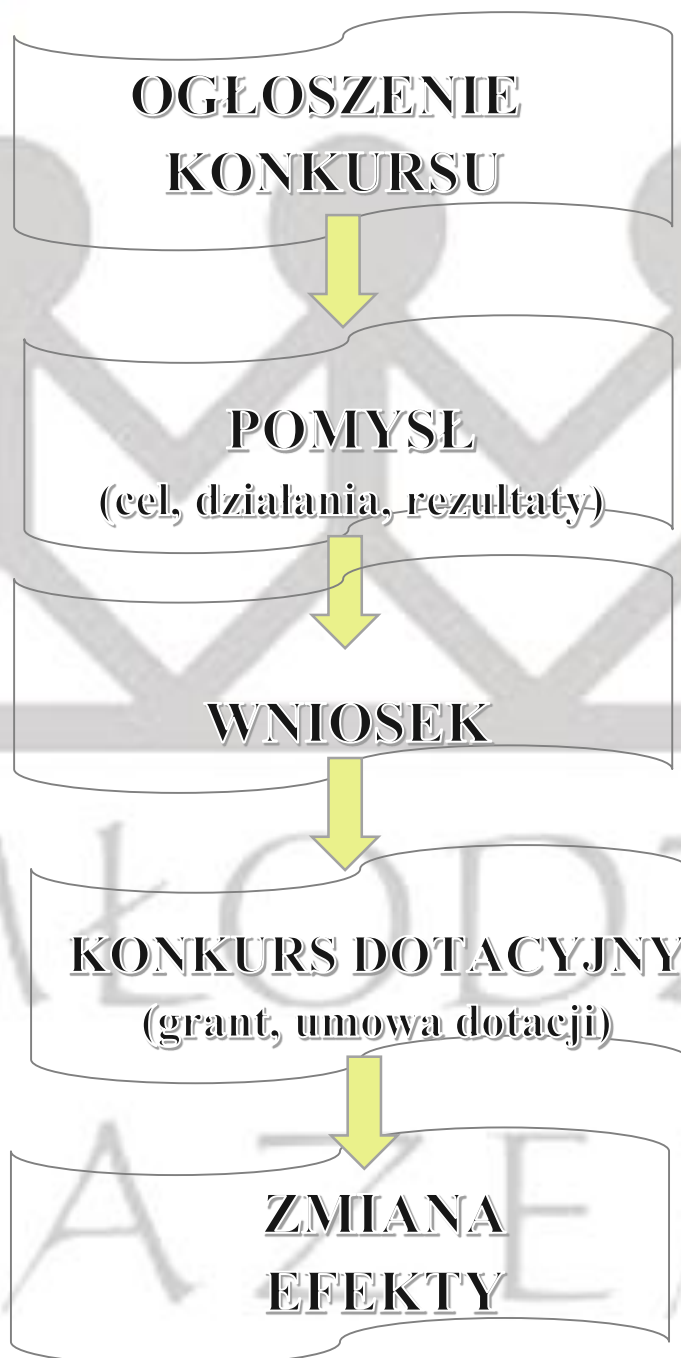 OGŁOSZENIE
KONKURSU
POMYSŁ
(cel, działania, rezultaty)
WNIOSEK
KONKURS DOTACYJNY
(grant, umowa dotacji)
ZMIANA
EFEKTY